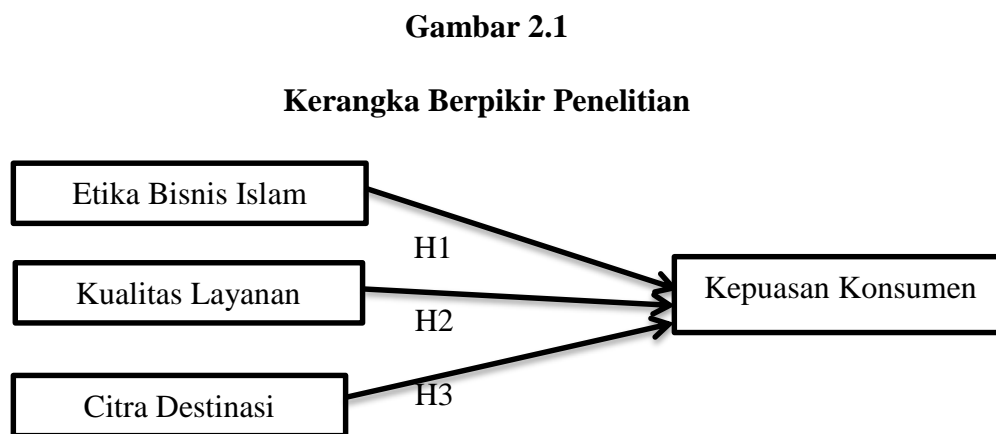 Gambar 2.1
Kerangka Berpikir Penelitian
Etika Bisnis Islam
H1
Kualitas Layanan
Kepuasan Konsumen
H2
Citra Destinasi
H3